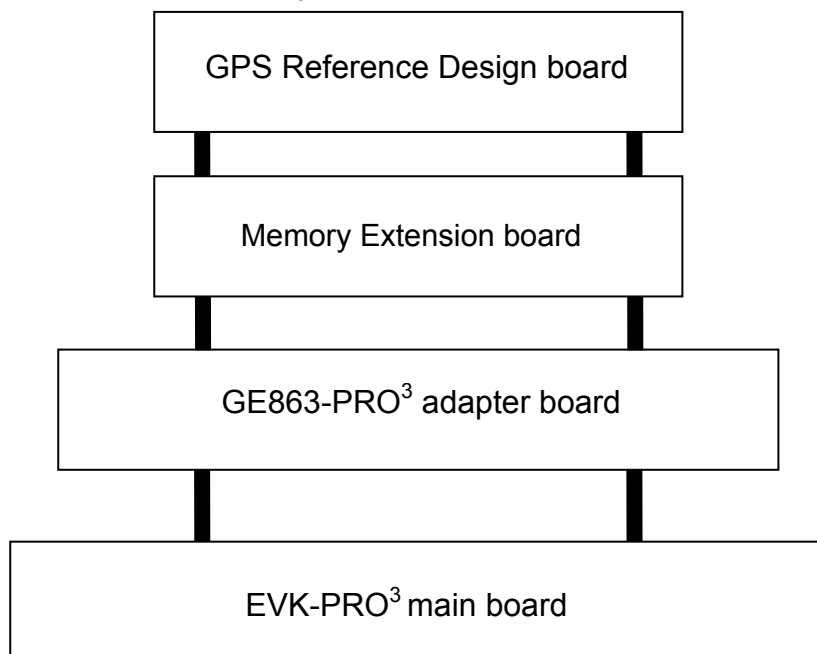 GPS Reference Design board
Memory Extension board
GE863-PRO³ adapter board
EVK-PRO³ main board